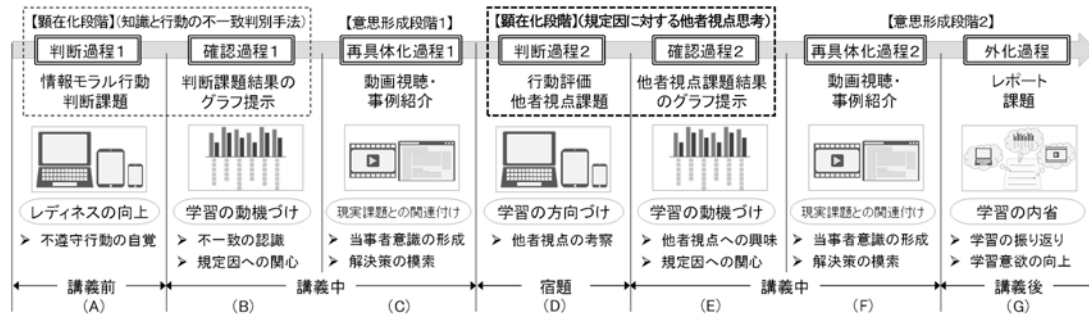 【顕在化段階】(知識と行動の不一致判別手法)
【意思形成段階1】
【顕在化段階】(規定因に対する他者視点思考)
【意思形成段階2】
判断過程1
確認過程1
再具体化過程1
判断過程2
確認過程2
再具体化過程2
外化過程
情報モラル行動
判断課題
判断課題結果の
グラフ提示
動画視聴・
事例紹介
行動評価
他者視点課題
他者視点課題結果
のグラフ提示
動画視聴・
事例紹介
レポート
課題
レディネスの向上
学習の動機づけ
現実課題との関連付け
学習の方向づけ
学習の動機づけ
現実課題との関連付け
学習の内省
➤ 不遵守行動の自覚
➤ 不一致の認識
➤ 規定因への関心
➤ 当事者意識の形成
➤ 解決策の模索
➤ 他者視点の考察
➤ 他者視点への興味
➤ 規定因への関心
➤ 当事者意識の形成
➤ 解決策の模索
➤ 学習の振り返り
➤ 学習意欲の向上
講義前
講義中
宿題
講義中
講義後
(A)
(B)
(C)
(D)
(E)
(F)
(G)